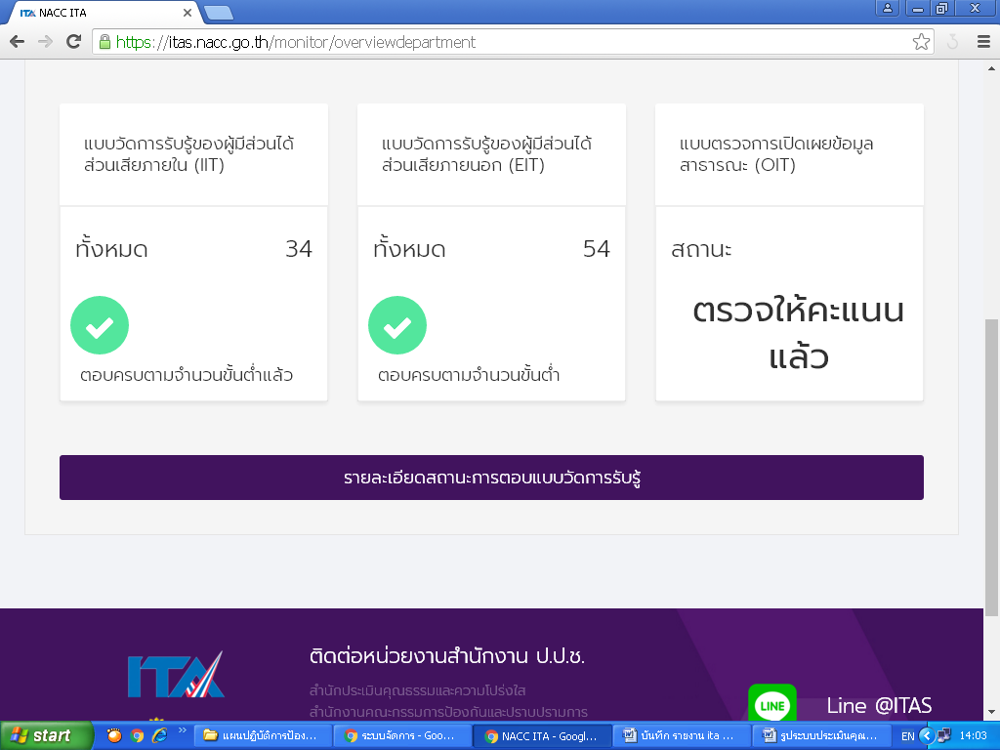 ITA NACC ITA
https://itas.nacc.go.th/monitor/overviewdepartment
แบบวัดการรับรู้ของผู้มีส่วนได้
ส่วนเสียภายใน (IIT)
ทั้งหมด 34
ตอบครบตามจำนวนขั้นต่ำแล้ว
แบบวัดการรับรู้ของผู้มีส่วนได้
ส่วนเสียภายนอก (EIT)
ทั้งหมด 54
ตอบครบตามจำนวนขั้นต่ำ
แบบตรวจการเปิดเผยข้อมูล
สาธารณะ (OIT)
สถานะ
ตรวจให้คะแนน
แล้ว
รายละเอียดสถานะการตอบแบบวัดการรับรู้
ITA
ติดต่อหน่วยงานสำนักงาน ป.ป.ช.
สำนักประเมินคุณธรรมและความโปร่งใส
สำนักงานคณะกรรมการป้องกันและปราบปรามการ
LINE
Line @ITAS
start
แผนปฏิบัติการป้อง...
ระบบจัดการ - Goo...
NACC ITA - Googl...
บันทึก รายงาน ita ...
รูประบบประเมินคุณ...
EN
14:03